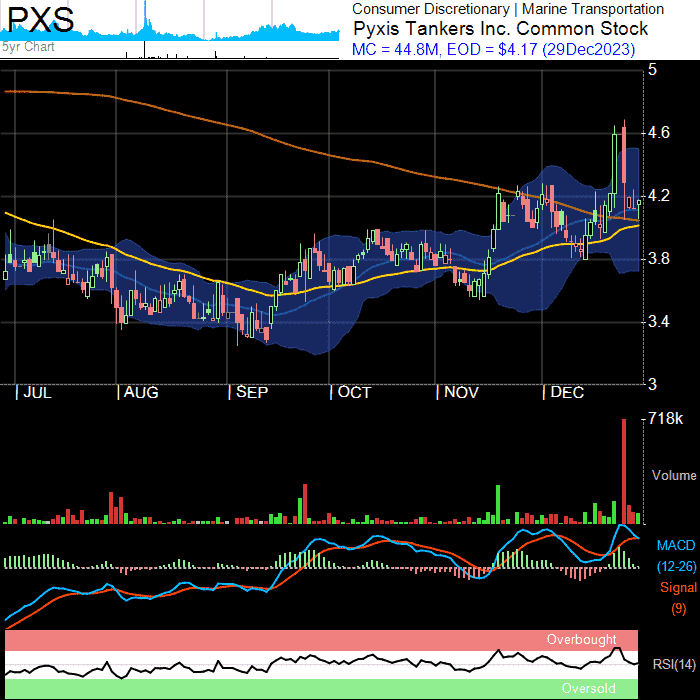 PXS
5yr Chart
Consumer Discretionary | Marine Transportation
Pyxis Tankers Inc. Common Stock
MC = 44.8M, EOD = $4.17 (29Dec2023)
5
4.6
4.2
3.8
3.4
3
JUL AUG SEP OCT NOV DEC
718k
Volume
MACD
(12-26)
Signal
(9)
Overbought
RSI(14)
Oversold